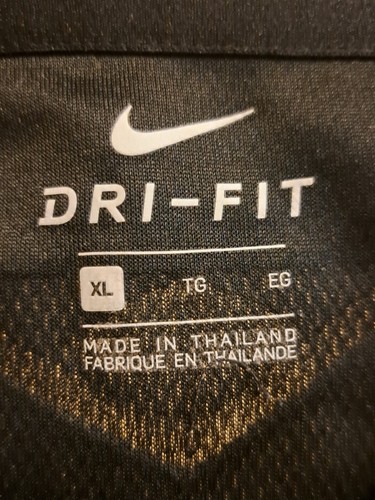 DRI-FIT
XL TG EG
MADE IN THAILAND
FABRIQUE EN THAILANDE